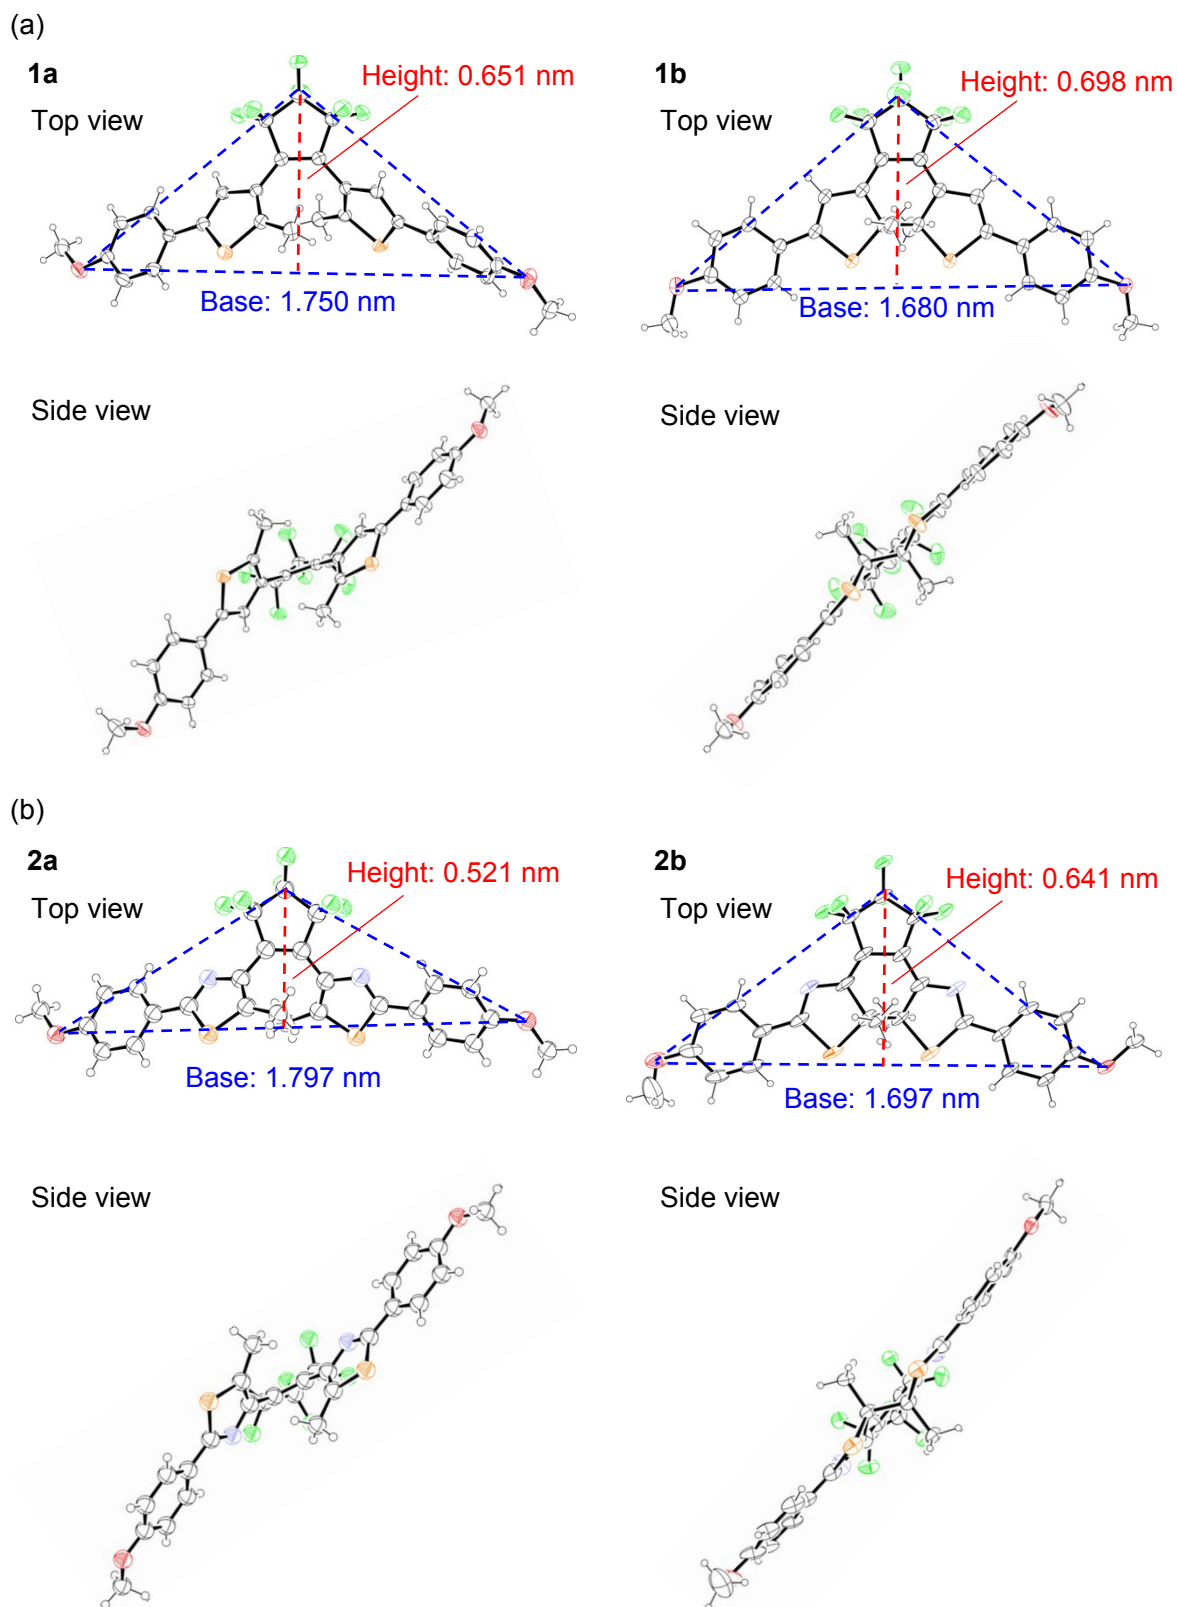 (a)
1a
Top view
Height: 0.651 nm
Base: 1.750 nm
1b
Top view
Height: 0.698 nm
Base: 1.680 nm
Side view
Side view
(b)
2a
Top view
Height: 0.521 nm
Base: 1.797 nm
2b
Top view
Height: 0.641 nm
Base: 1.697 nm
Side view
Side view